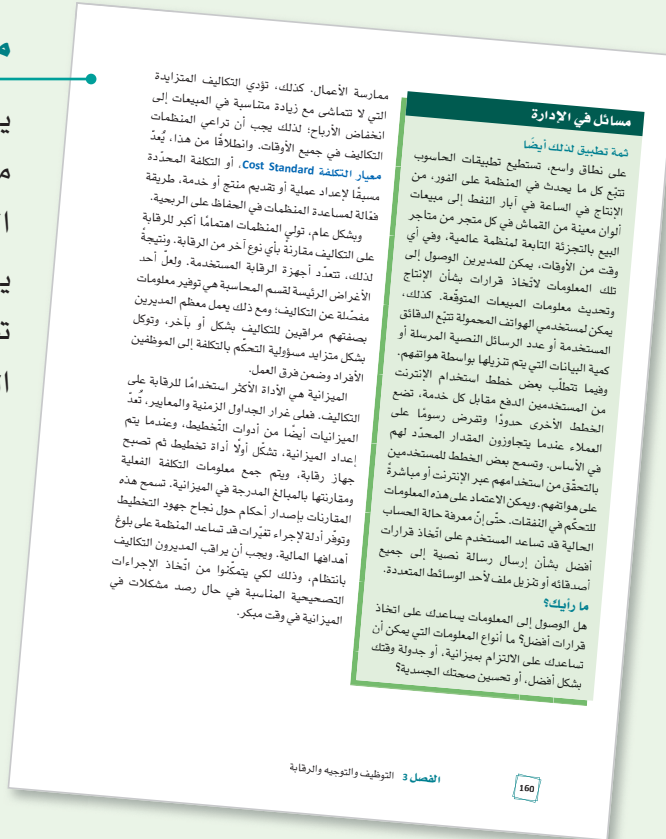 مسائل في الإدارة
ثمة تطبيق لذلك أيضًا
على نطاق واسع، تستطيع تطبيقات الحاسوب
تتبّع كل ما يحدث في المنظمة على الفور، من
الإنتاج في الساعة في آبار النفط إلى مبيعات
ألوان معينة من القماش في كل متجر من متاجر
البيع بالتجزئة التابعة لمنظمة عالمية، وفي أي
وقت من الأوقات، يمكن للمديرين الوصول إلى
تلك المعلومات لاتّخاذ قرارات بشأن الإنتاج
وتحديث معلومات المبيعات المتوقّعة. كذلك،
يمكن لمستخدمي الهواتف المحمولة تتبّع الدقائق
المستخدمة أو عدد الرسائل النصية المرسلة أو
كمية البيانات التي يتم تنزيلها بواسطة هواتفهم.
وفيما تتطلّب بعض خطط استخدام الإنترنت
من المستخدمين الدفع مقابل كل خدمة، تضع
الخطط الأخرى حدودًا وتفرض رسومًا على
العملاء عندما يتجاوزون المقدار المحدّد لهم
في الأساس. وتسمح بعض الخطط للمستخدمين
بالتحقّق من استخدامهم عبر الإنترنت أو مباشرةً
على هواتفهم. ويمكن الاعتماد على هذه المعلومات
للتحكّم في النفقات. حتّى إنّ معرفة حالة الحساب
الحالية قد تساعد المستخدم على اتّخاذ قرارات
أفضل بشأن إرسال رسالة نصية إلى جميع
أصدقائه أو تنزيل ملف لأحد الوسائط المتعددة.
ما رأيك؟
هل الوصول إلى المعلومات يساعدك على اتخاذ
قرارات أفضل؟ ما أنواع المعلومات التي يمكن أن
تساعدك على الالتزام بميزانية، أو جدولة وقتك
بشكل أفضل، أو تحسين صحتك الجسدية؟
ممارسة الأعمال. كذلك، تؤدي التكاليف المتزايدة
التي لا تتماشى مع زيادة متناسبة في المبيعات إلى
انخفاض الأرباح؛ لذلك يجب أن تراعي المنظمات
التكاليف في جميع الأوقات. وانطلاقًا من هذا، يُعدّ
معيار التكلفة Cost Standard، أو التكلفة المحدّدة
مسبقًا لإعداد عملية أو تقديم منتج أو خدمة، طريقة
فعّالة لمساعدة المنظمات في الحفاظ على الربحية.
وبشكل عام، تولي المنظمات اهتمامًا أكبر للرقابة
على التكاليف مقارنةً بأي نوع آخر من الرقابة. ونتيجةً
لذلك، تتعدّد أجهزة الرقابة المستخدمة. ولعلّ أحد
الأغراض الرئيسة لقسم المحاسبة هي توفير معلومات
مفصّلة عن التكاليف؛ ومع ذلك يعمل معظم المديرين
بصفتهم مراقبين للتكاليف بشكل أو بآخر، وتوكل
بشكل متزايد مسؤولية التحكّم بالتكلفة إلى الموظفين
الأفراد وضمن فرق العمل.
الميزانية هي الأداة الأكثر استخدامًا للرقابة على
التكاليف. فعلى غرار الجداول الزمنية والمعايير، تُعدّ
الميزانيات أيضًا من أدوات التّخطيط، وعندما يتم
إعداد الميزانية، تشكّل أولًا أداة تخطيط ثم تصبح
جهاز رقابة. ويتم جمع معلومات التكلفة الفعلية
ومقارنتها بالمبالغ المدرجة في الميزانية. تسمح هذه
المقارنات بإصدار أحكام حول نجاح جهود التخطيط
وتوفّر أدلة لإجراء تغيّرات قد تساعد المنظمة على بلوغ
أهدافها المالية. ويجب أن يراقب المديرون التكاليف
بانتظام، وذلك لكي يتمكّنوا من اتّخاذ الإجراءات
التصحيحية المناسبة في حال رصد مشكلات في
الميزانية في وقت مبكر.
160
الفصل 3 التوظيف والتوجيه والرقابة